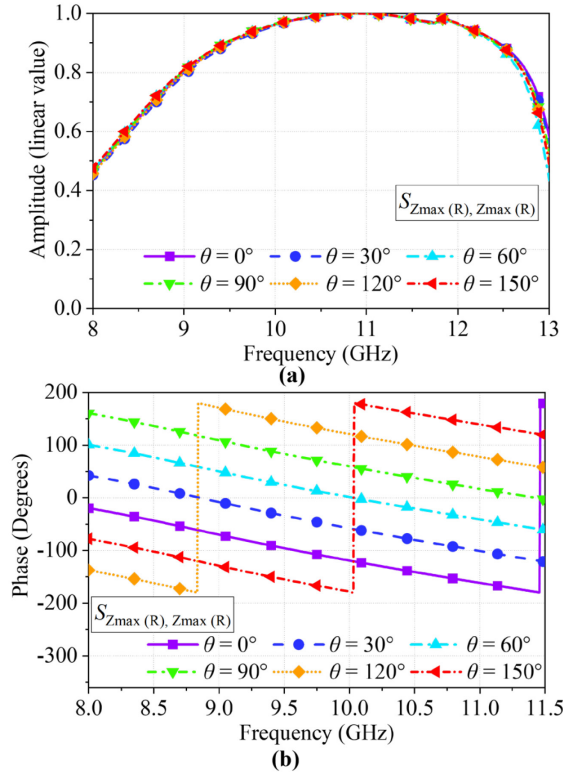 1.0
0.8
0.6
0.4
0.2
0.0
Amplitude (linear value)
S Zmax (R), Zmax (R)
θ = 0° θ = 30° θ = 60°
θ = 90° θ = 120° θ = 150°
8 9 10 11 12 13
Frequency (GHz)
(a)
200
100
0
-100
-200
-300
Phase (Degrees)
S Zmax (R), Zmax (R)
θ = 0° θ = 30° θ = 60°
θ = 90° θ = 120° θ = 150°
8.0 8.5 9.0 9.5 10.0 10.5 11.0 11.5
Frequency (GHz)
(b)